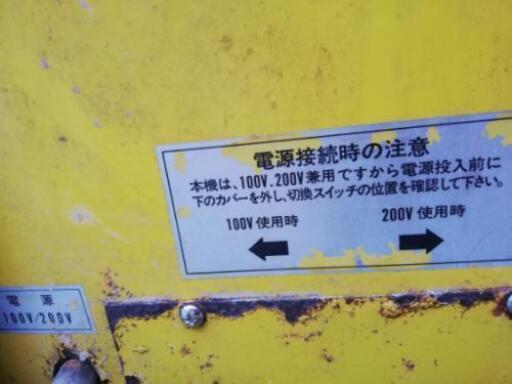 電源接続時の注意
本機は、100V.200V兼用ですから電源投入前に
下のカバーを外し、切換スイッチの位置を確認して下さい。
100V 使用時 200V 使用時
電源
100V/200V